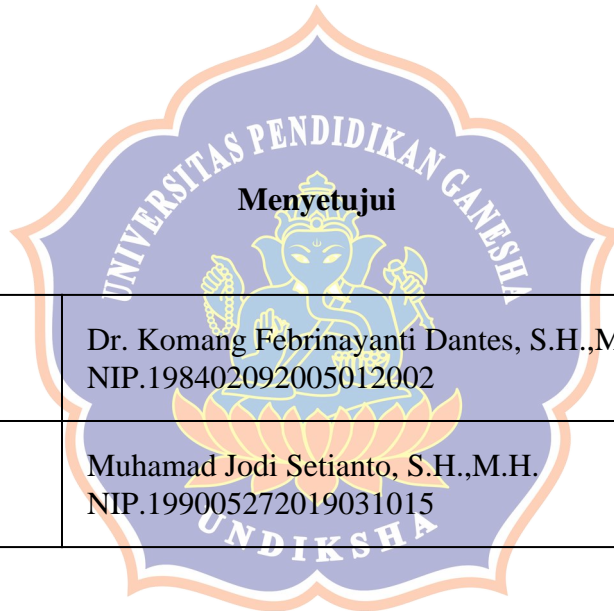 UNIVERSITAS PENDIDIKAN GANESHA
Menyetujui
Dr. Komang Febrinayanti Dantes, S.H.,M
NIP.198402092005012002
Muhamad Jodi Setianto, S.H.,M.H.
NIP.199005272019031015
UNDIKSHA